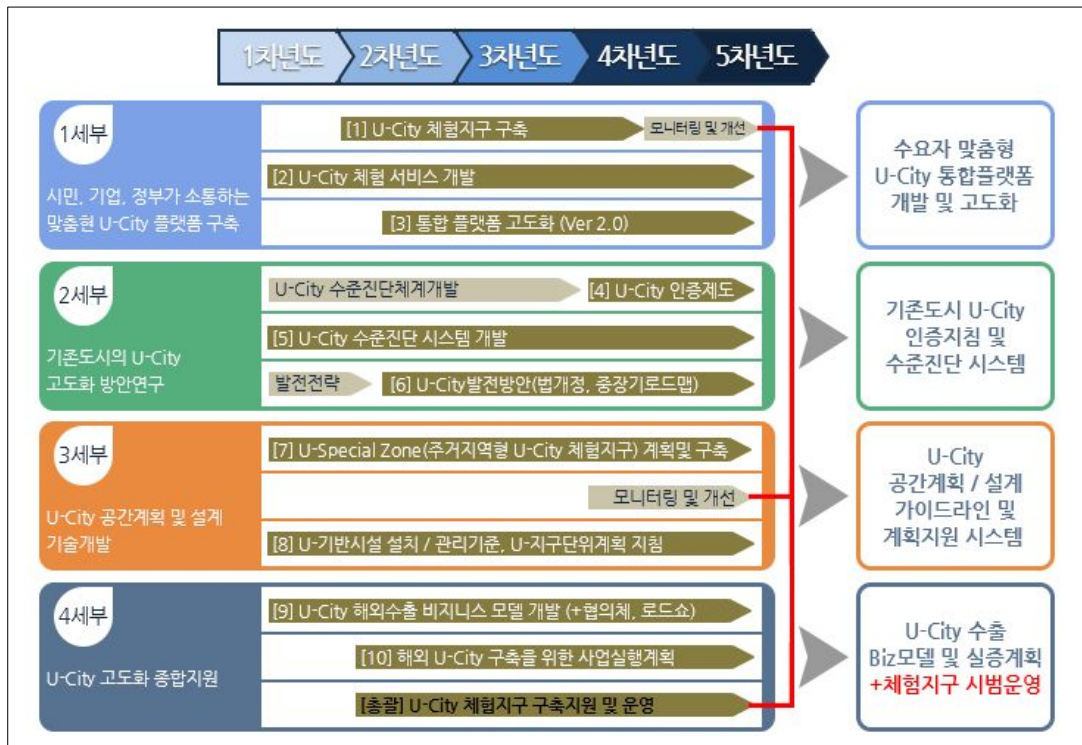 1차년도 2차년도 3차년도 4차년도 5차년도
1세부
시민, 기업, 정부가 소통하는
맞춤현 U-City 플랫폼 구축
[1] U-City 체험지구 구축
모니터링 및 개선
[2] U-City 체험 서비스 개발
[3] 통합 플랫폼 고도화 (Ver 2.0)
수요자 맞춤형
U-City 통합플랫폼
개발 및 고도화
2세부
기존도시의 U-City
고도화 방안연구
U-City 수준진단체계개발
[4] U-City 인증제도
[5] U-City 수준진단 시스템 개발
발전전략
[6] U-City발전방안(법개정, 중장기로드맵)
기존도시 U-City
인증지침 및
수준진단 시스템
3세부
U-City 공간계획 및 설계
기술개발
[7] U-Special Zone(주거지역형 U-City 체험지구) 계획및 구축
모니터링 및 개선
[8] U-기반시설 설치 / 관리기준, U-지구단위계획 지침
U-City
공간계획 / 설계
가이드라인 및
계획지원 시스템
4세부
U-City 고도화 종합지원
[9] U-City 해외수출 비지니스 모델 개발 (+협의체, 로드쇼)
[10] 해외 U-City 구축을 위한 사업실행계획
[총괄] U-City 체험지구 구축지원 및 운영
U-City 수출
Biz모델 및 실증계획
+체험지구 시범운영